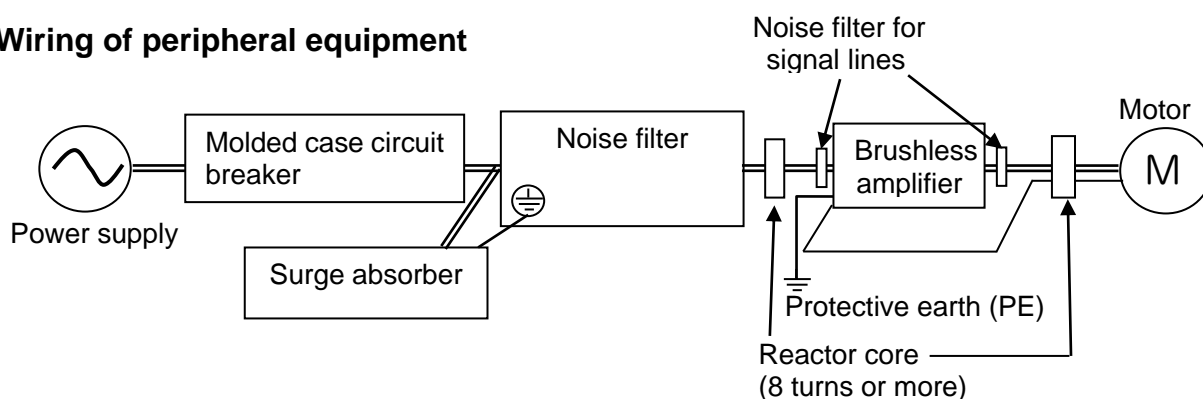 Wiring of peripheral equipment
Noise filter for
signal lines
Motor
Molded case circuit
breaker
Noise filter
Brushless
amplifier
M
Power supply
Surge absorber
Protective earth (PE)
Reactor core
(8 turns or more)